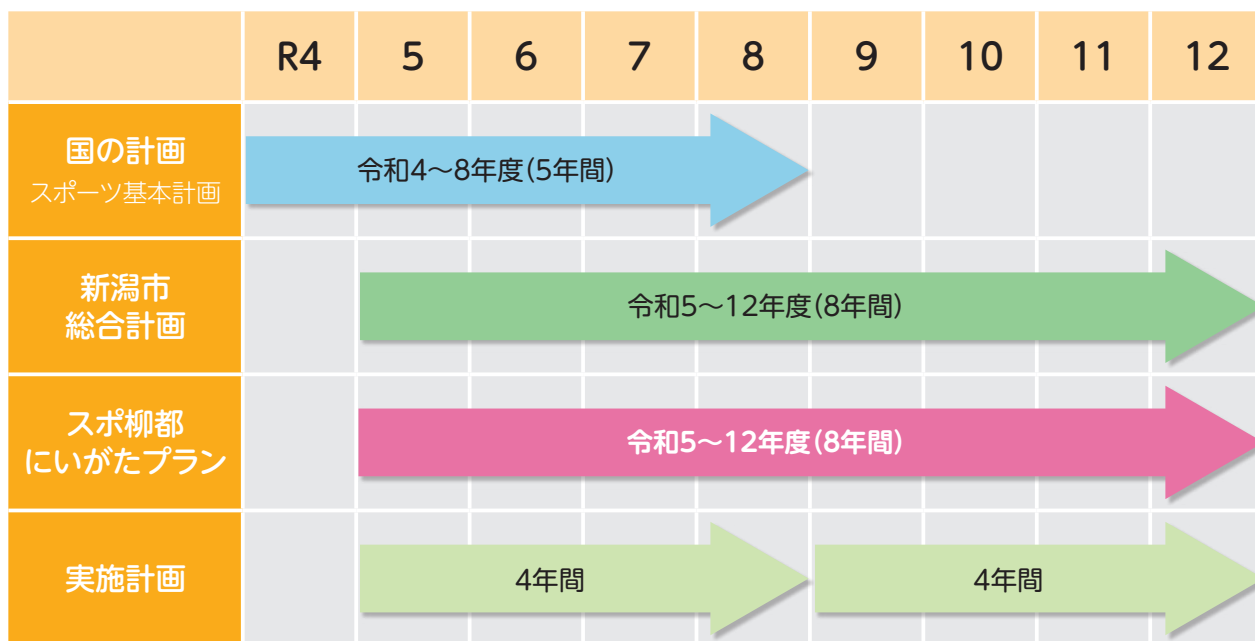 R4 5 6 7 8 9 10 11 12
国の計画
スポーツ基本計画
令和4～8年度(5年間)
新潟市
総合計画
令和5～12年度(8年間)
スポ柳都
にいがたプラン
令和5～12年度(8年間)
実施計画
4年間
4年間